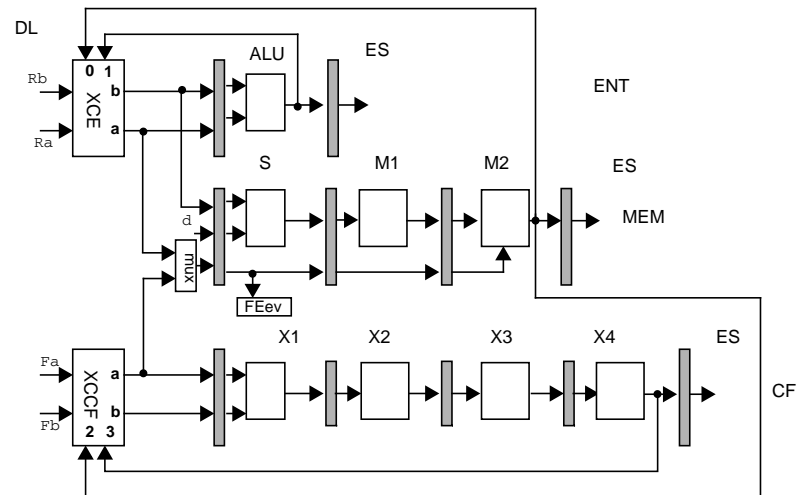 DL
ALU
ES
0 1
Rb
b
XCE
ENT
Ra
a
S
M1
M2
ES
d
MEM
mux
FEev
X1
X2
X3
X4
ES
Fa
a
XCCF
CF
Fb
b
2 3